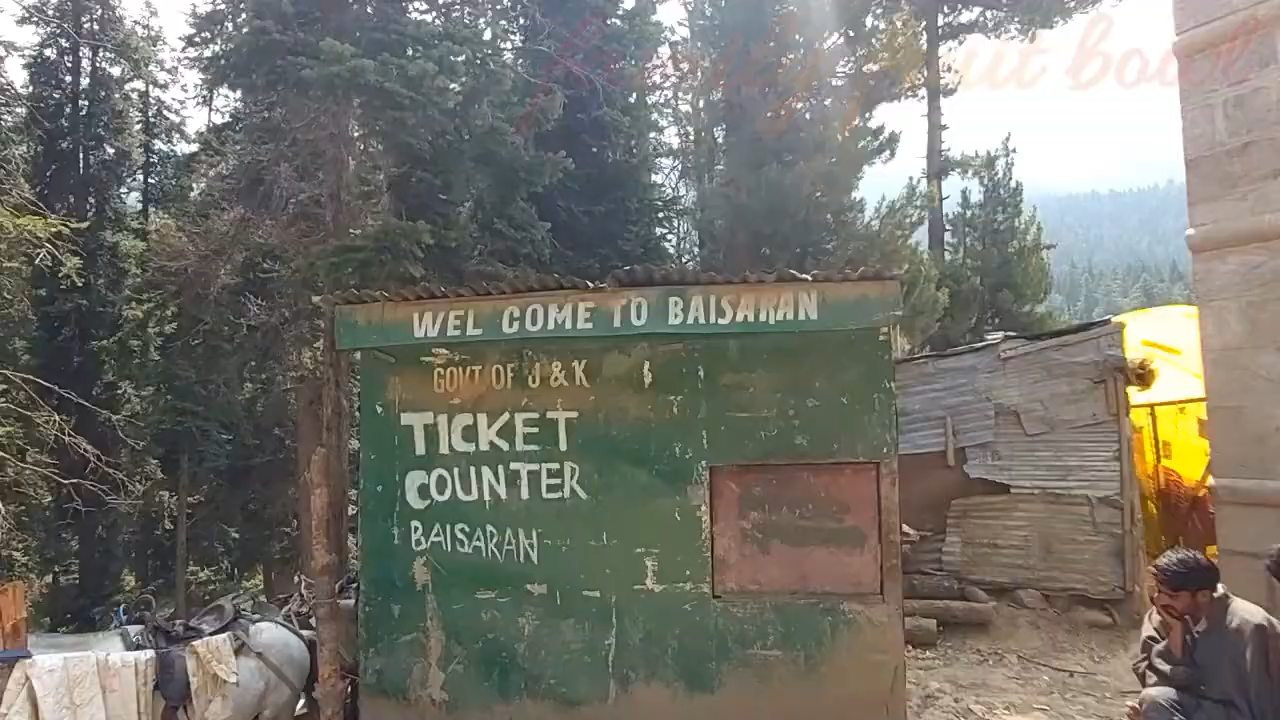 WEL COME TO BAISARAN
GOVT OF J & K
TICKET
COUNTER
BAISARAN